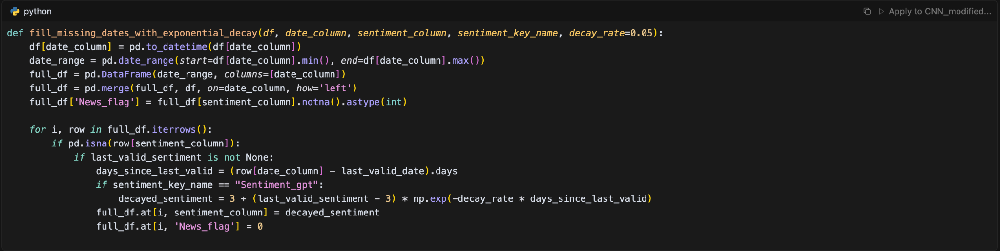 python
Apply to CNN_modified...
def fill_missing_dates_with_exponential_decay(df, date_column, sentiment_column, sentiment_key_name, decay_rate=0.05):
    df[date_column] = pd.to_datetime(df[date_column])
    date_range = pd.date_range(start=df[date_column].min(), end=df[date_column].max())
    full_df = pd.DataFrame(date_range, columns=[date_column])
    full_df = pd.merge(full_df, df, on=date_column, how='left')
    full_df['News_flag'] = full_df[sentiment_column].notna().astype(int)

    for i, row in full_df.iterrows():
        if pd.isna(row[sentiment_column]):
            if last_valid_sentiment is not None:
                days_since_last_valid = (row[date_column] - last_valid_date).days
                if sentiment_key_name == "Sentiment_gpt":
                    decayed_sentiment = 3 + (last_valid_sentiment - 3) * np.exp(-decay_rate * days_since_last_valid)
                full_df.at[i, sentiment_column] = decayed_sentiment
                full_df.at[i, 'News_flag'] = 0